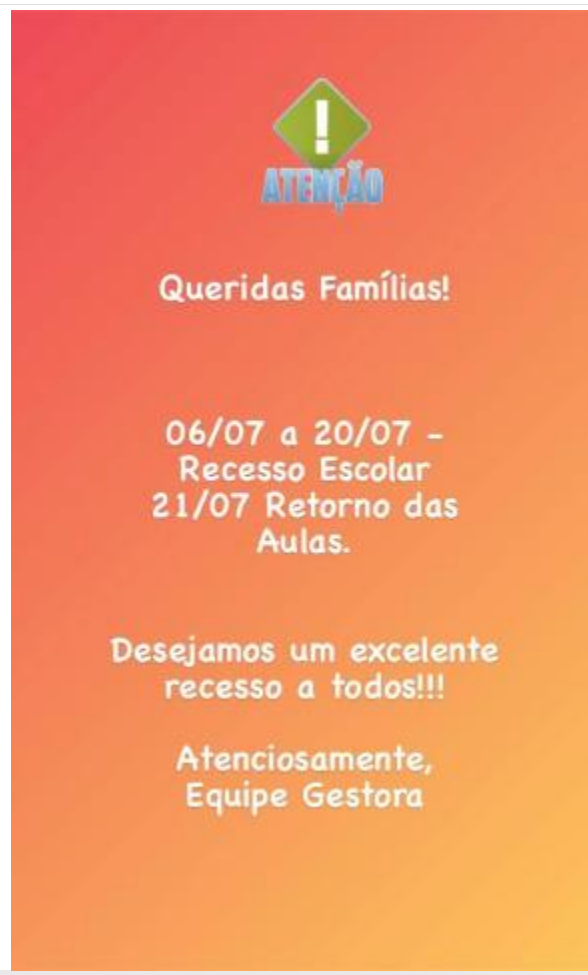 !
ATENÇÃO
Queridas Famílias!
06/07 a 20/07 -
Recesso Escolar
21/07 Retorno das
Aulas.
Desejamos um excelente
recesso a todos!!!
Atenciosamente,
Equipe Gestora